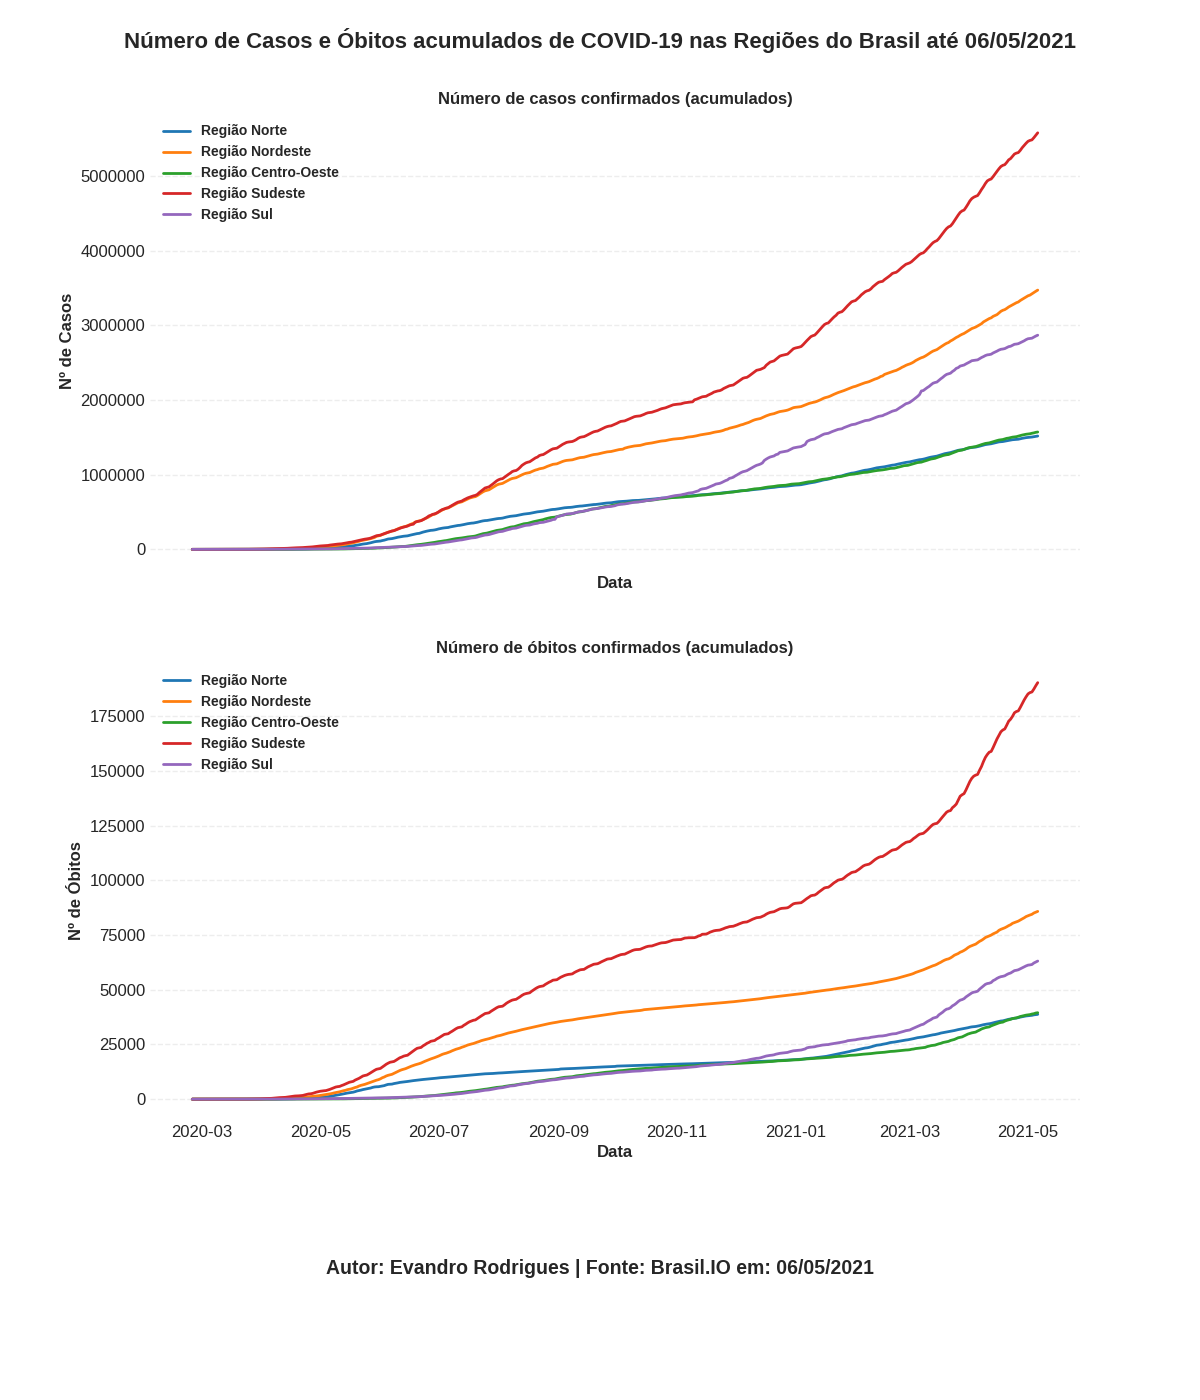 Número de Casos e Óbitos acumulados de COVID-19 nas Regiões do Brasil até 06/05/2021
Número de casos confirmados (acumulados)
Região Norte
Região Nordeste
Região Centro-Oeste
Região Sudeste
Região Sul
5000000
4000000
3000000
2000000
1000000
0
Nº de Casos
Data
Número de óbitos confirmados (acumulados)
Região Norte
Região Nordeste
Região Centro-Oeste
Região Sudeste
Região Sul
175000
150000
125000
100000
75000
50000
25000
0
Nº de Óbitos
2020-03 2020-05 2020-07 2020-09 2020-11 2021-01 2021-03 2021-05
Data
Autor: Evandro Rodrigues | Fonte: Brasil.IO em: 06/05/2021